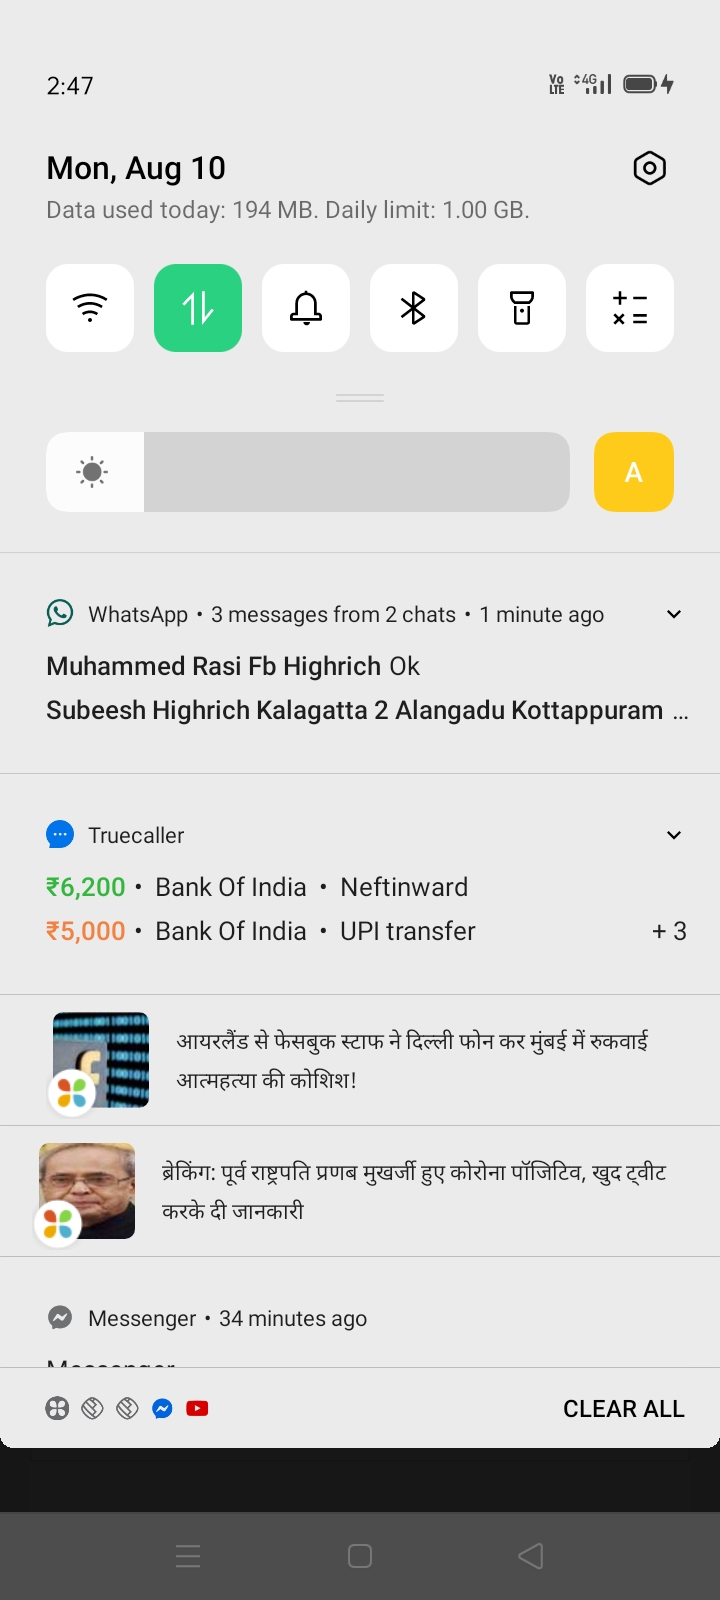 2:47 Vo LTE 4G
Mon, Aug 10
Data used today: 194 MB. Daily limit: 1.00 GB.
A
WhatsApp • 3 messages from 2 chats • 1 minute ago
Muhammed Rasi Fb Highrich Ok
Subeesh Highrich Kalagatta 2 Alangadu Kottappuram ...
Truecaller
₹6,200 • Bank Of India • Neftinward
₹5,000 • Bank Of India • UPI transfer + 3
आयरलैंड से फेसबुक स्टाफ ने दिल्ली फोन कर मुंबई में रुकवाई
आत्महत्या की कोशिश!
ब्रेकिंग: पूर्व राष्ट्रपति प्रणब मुखर्जी हुए कोरोना पॉजिटिव, खुद ट्वीट
करके दी जानकारी
Messenger • 34 minutes ago
Messenger
CLEAR ALL